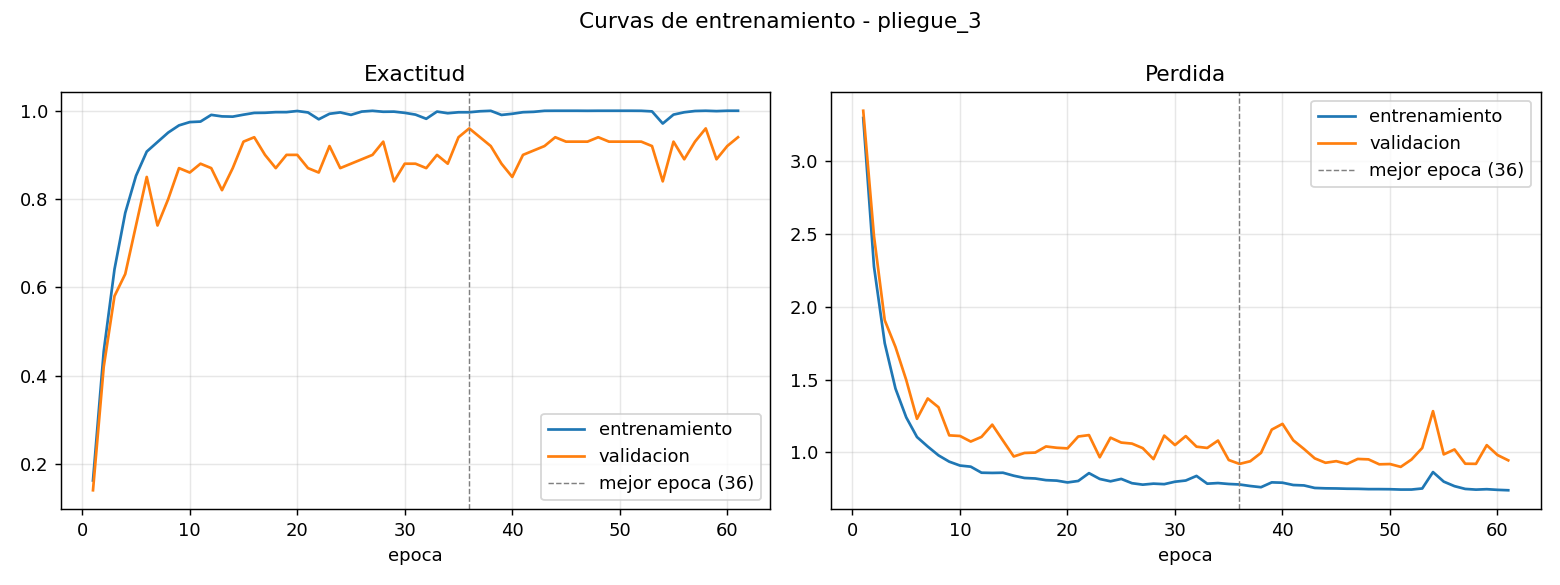 Curvas de entrenamiento - pliegue_3
Exactitud
1.0
0.8
0.6
0.4
0.2
0 10 20 30 40 50 60
epoca
entrenamiento
validacion
mejor epoca (36)
Perdida
3.0
2.5
2.0
1.5
1.0
0 10 20 30 40 50 60
epoca
entrenamiento
validacion
mejor epoca (36)